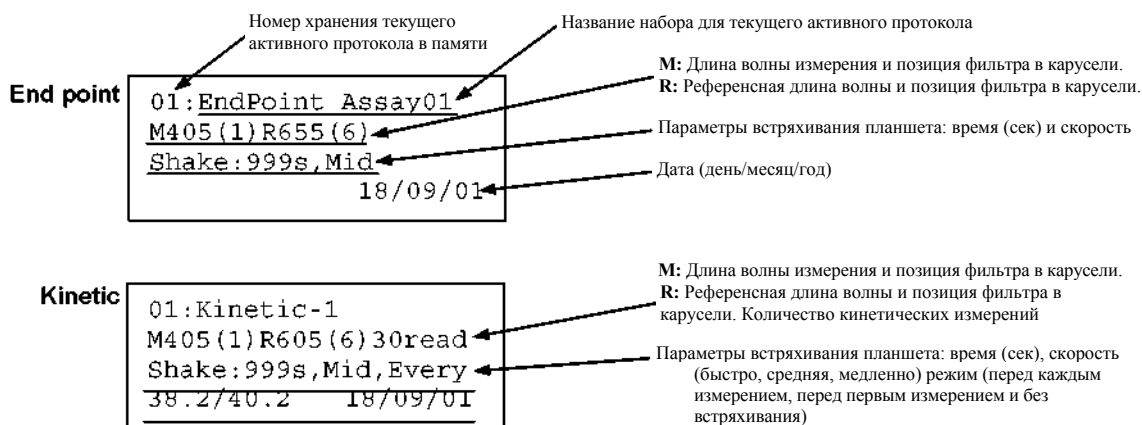 Номер хранения текущего
активного протокола в памяти
Название набора для текущего активного протокола
End point
01:EndPoint Assay01
M405(1)R655(6)
Shake:999s,Mid
18/09/01
M: Длина волны измерения и позиция фильтра в карусели.
R: Референсная длина волны и позиция фильтра в карусели.
Параметры встряхивания планшета: время (сек) и скорость
Дата (день/месяц/год)
Kinetic
01:Kinetic-1
M405(1)R605(6)30read
Shake:999s,Mid,Every
38.2/40.2 18/09/01
M: Длина волны измерения и позиция фильтра в карусели.
R: Референсная длина волны и позиция фильтра в
карусели. Количество кинетических измерений
Параметры встряхивания планшета: время (сек), скорость
(быстро, средняя, медленно) режим (перед каждым
измерением, перед первым измерением и без
встряхивания)